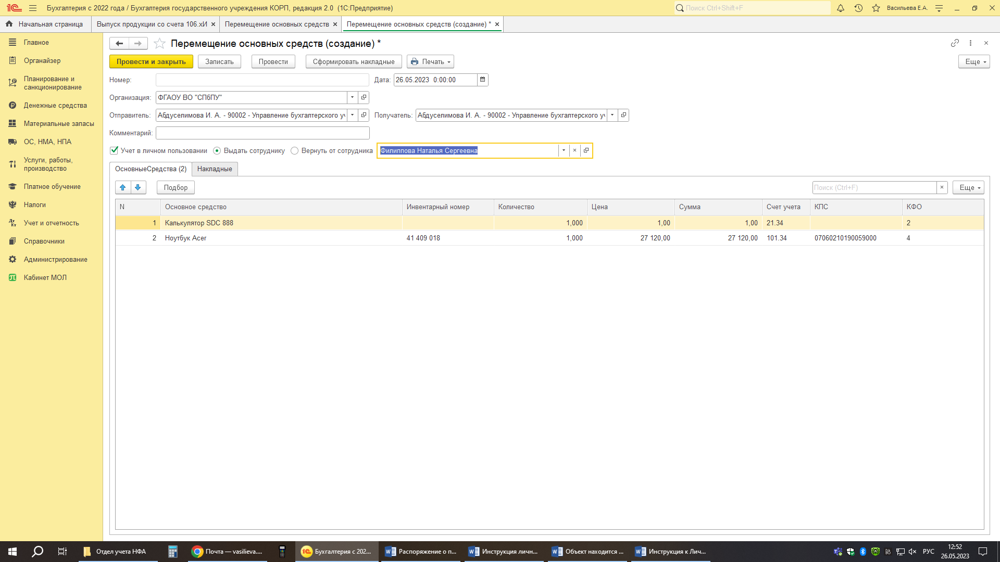 Бухгалтерия с 2022 года / Бухгалтерия государственного учреждения КОРП, редакция 2.0 (1С:Предприятие)
Поиск Ctrl+Shift+F
Васильева Е.А.
Начальная страница
Выпуск продукции со счета 106.хИ ×
Перемещение основных средств ×
Перемещение основных средств (создание) * ×
Главное
Органайзер
Планирование и
санкционирование
Денежные средства
Материальные запасы
ОС, НМА, НПА
Услуги, работы,
производство
Платное обучение
Налоги
Учет и отчетность
Справочники
Администрирование
Кабинет МОЛ
Перемещение основных средств (создание) *
Провести и закрыть
Записать
Провести
Сформировать накладные
Печать
Еще
Номер:
Дата: 26.05.2023 0:00:00
Организация: ФГАОУ ВО "СПбПУ"
Отправитель: Абдуселимова И. А. - 90002 - Управление бухгалтерского уч
Получатель: Абдуселимова И. А. - 90002 - Управление бухгалтерского уч
Комментарий:
Учет в личном пользовании
Выдать сотруднику
Вернуть от сотрудника
Филиппова Наталья Сергеевна
ОсновныеСредства (2)
Накладные
Подбор
Поиск (Ctrl+F)
Еще
N Основное средство Инвентарный номер Количество Цена Сумма Счет учета КПС КФО
1 Калькулятор SDC 888 1,000 1,00 1,00 21.34 2
2 Ноутбук Acer 41 409 018 1,000 27 120,00 27 120,00 101.34 07060210190059000 4
Отдел учета НФА
Почта — vasilieva....
Бухгалтерия с 202...
Распоряжение о п...
Инструкция личн...
Объект находится ...
Инструкция к Лич...
РУС
12:52
26.05.2023